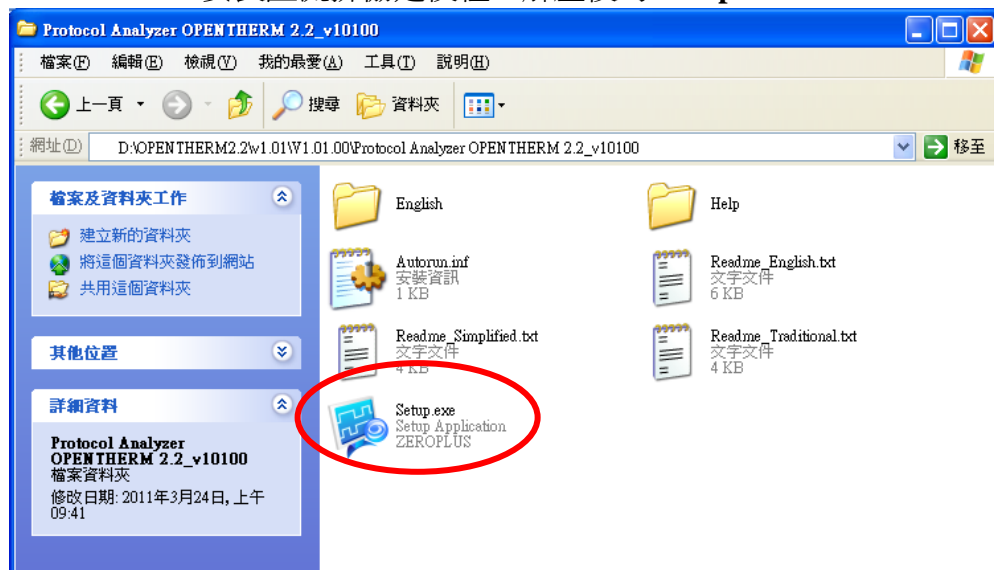 Protocol Analyzer OPENTHERM 2.2_v10100
檔案(F) 編輯(E) 檢視(V) 我的最愛(A) 工具(T) 說明(H)
上一頁 搜尋 資料夾
網址(D) D:\OPENTHERM2.2\v1.01\V1.01.00\Protocol Analyzer OPENTHERM 2.2_v10100 移至
檔案及資料夾工作
建立新的資料夾
將這個資料夾發佈到網站
共用這個資料夾
其他位置
詳細資料
Protocol Analyzer
OPENTHERM 2.2_v10100
檔案資料夾
修改日期: 2011年3月24日, 上午
09:41
English
Help
Autorun.inf
安裝資訊
1 KB
Readme_English.txt
文字文件
6 KB
Readme_Simplified.txt
文字文件
4 KB
Readme_Traditional.txt
文字文件
4 KB
Setup.exe
Setup Application
ZEROPLUS